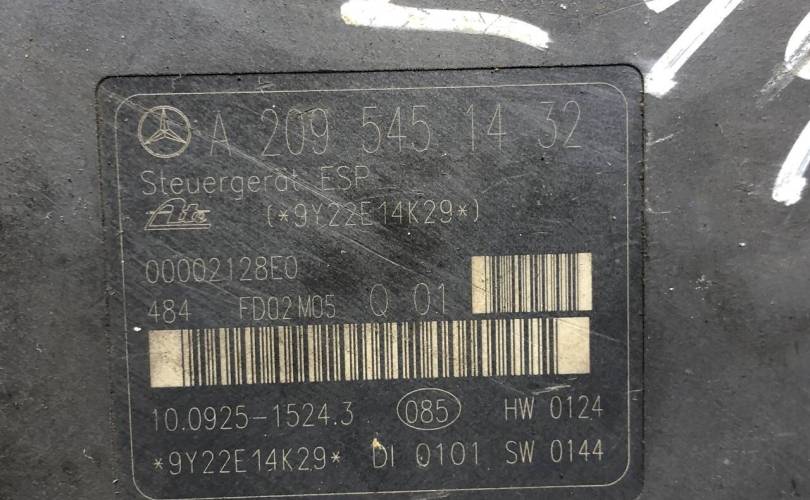 A 209 545 14 32
Steuergerät ESP
Ate (*9Y22E14K29*)
00002128E0
484 FD02M05 Q 01
10.0925-1524.3 085 HW 0124
*9Y22E14K29* DI 0101 SW 0144